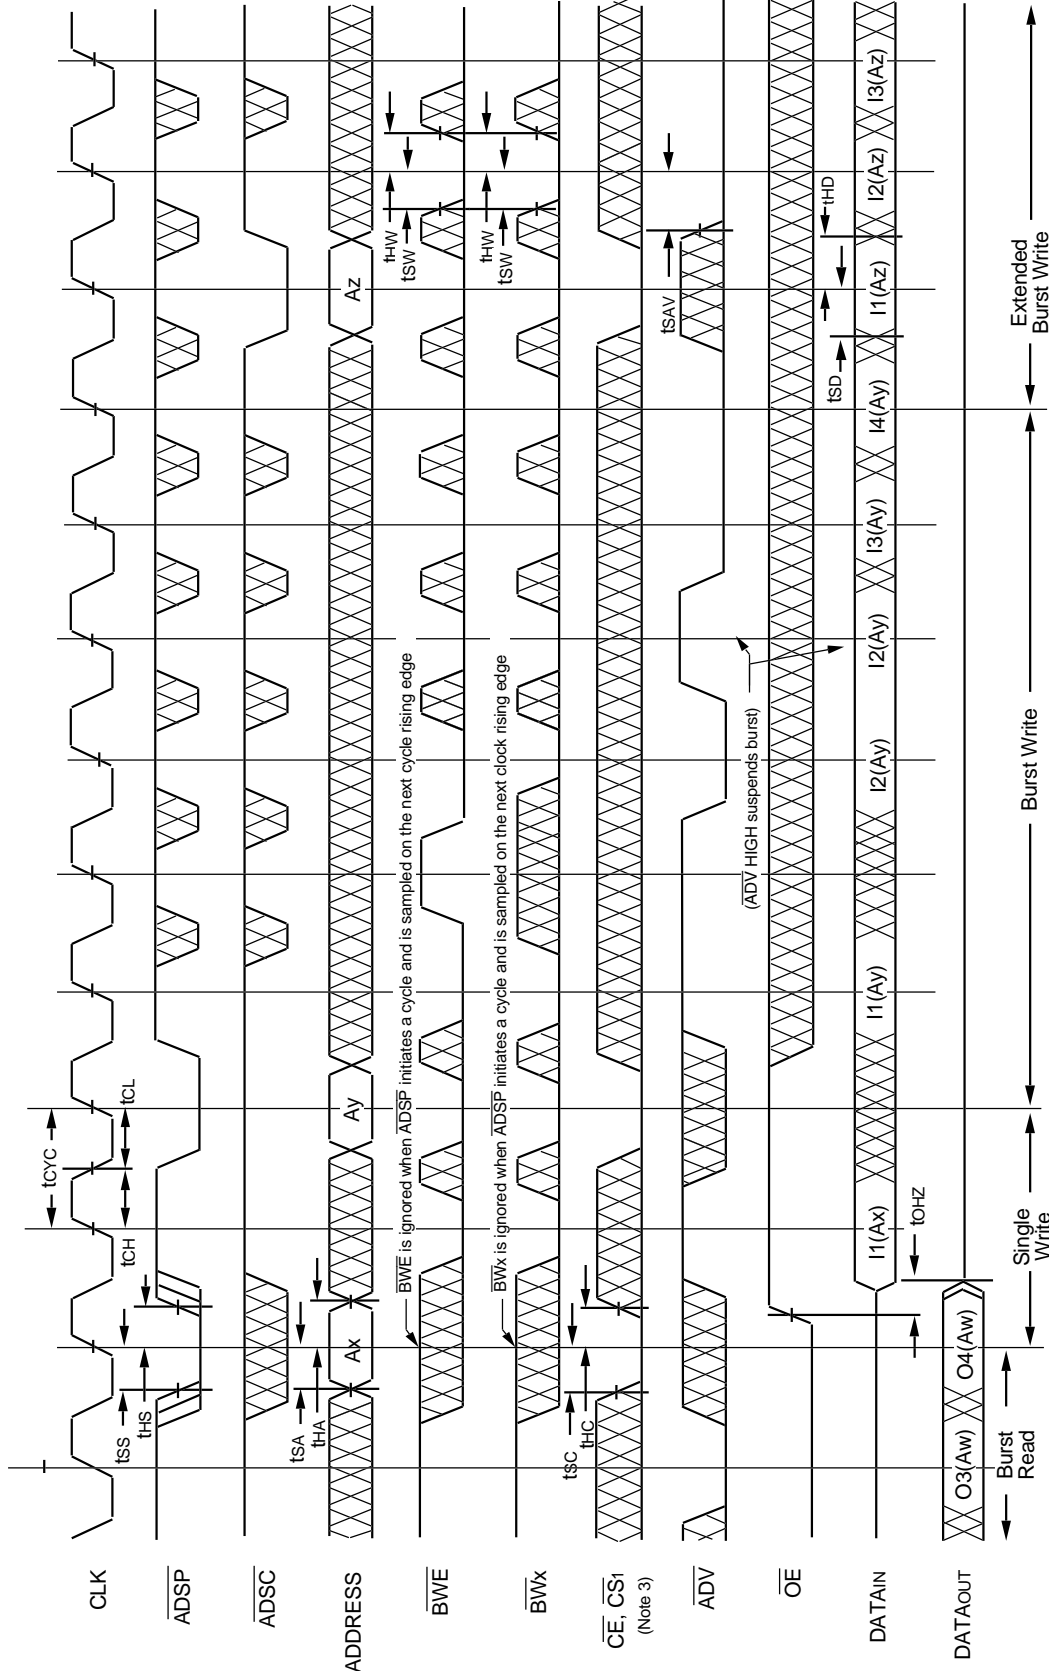 CLK
tCYC
tCH
tCL
tSS
tHS
ADSP
ADSC
tSA
tHA
ADDRESS
Ax
Ay
Az
BWE is ignored when ADSP initiates a cycle and is sampled on the next cycle rising edge
tHW
tSW
BWE
BWx is ignored when ADSP initiates a cycle and is sampled on the next clock rising edge
tHW
tSW
BWx
tSC
tHC
CE, CS1
(Note 3)
tSAV
ADV
(ADV HIGH suspends burst)
OE
tSD
tHD
DATAIN
I1(Ax)
I1(Ay)
I2(Ay)
I2(Ay)
I3(Ay)
I4(Ay)
I1(Az)
I2(Az)
I3(Az)
tOHZ
DATAOUT
O3(Aw)
O4(Aw)
Burst
Read
Single
Write
Burst Write
Extended
Burst Write